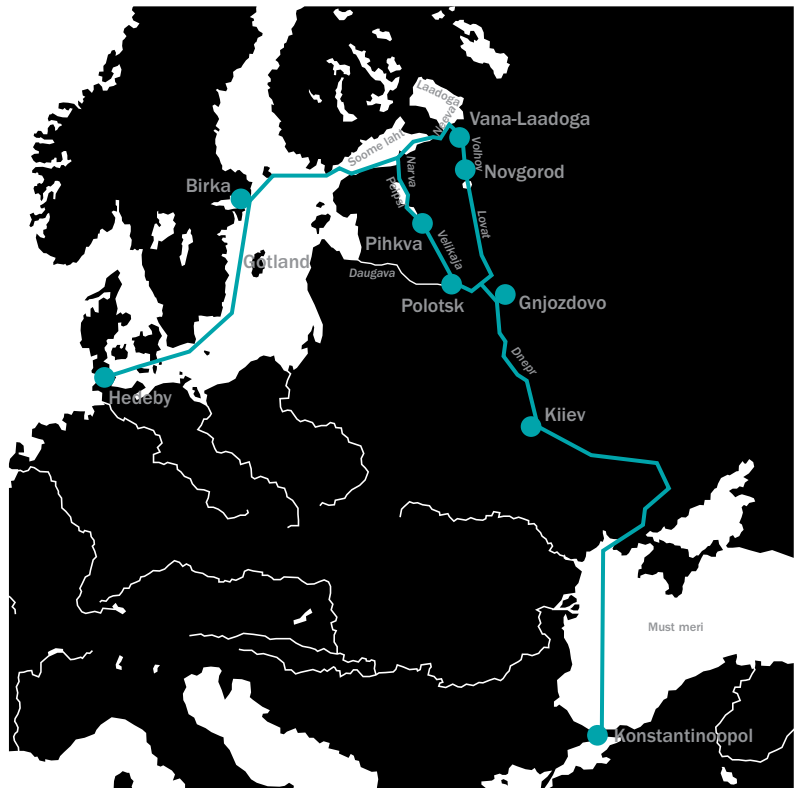 Laadoga
Neeva
Vana-Laadoga
Soome laht
Volhov
Narva
Novgorod
Birka
Peipsi
Lovat
Pihkva
Velikaja
Gotland
Daugava
Polotsk
Gnjozdovo
Dnepr
Hedeby
Kiiev
Must meri
Konstantinoopol